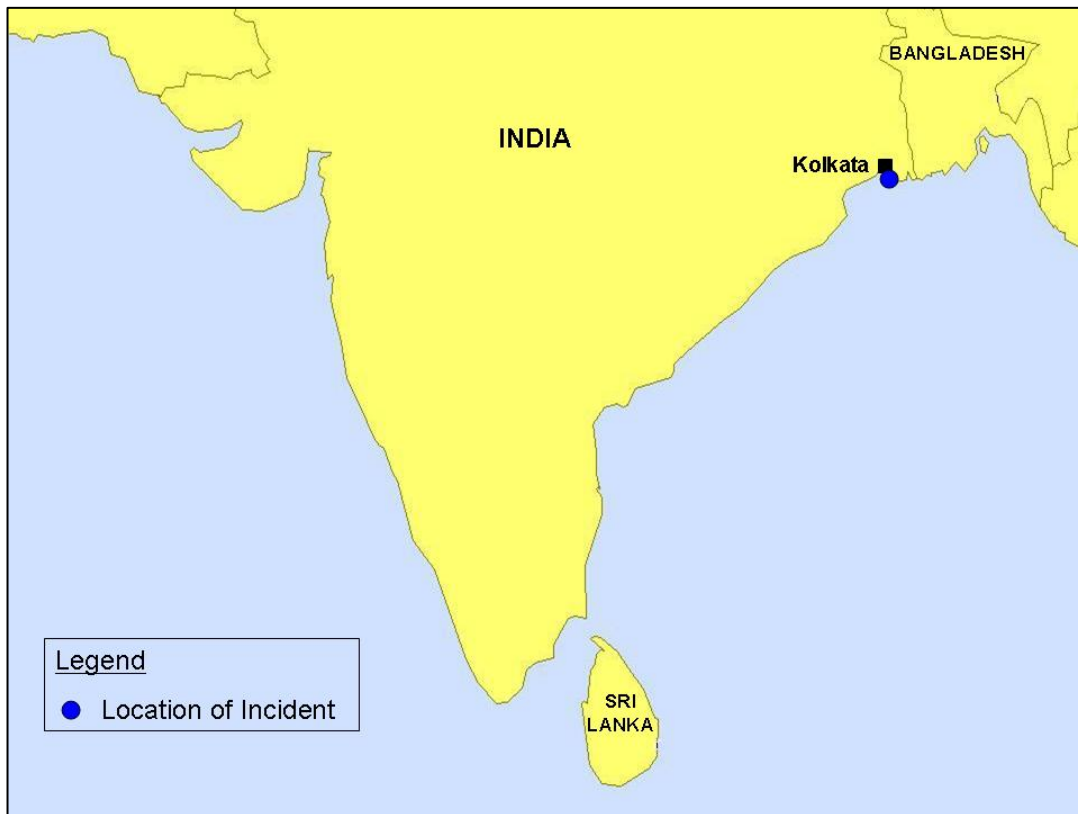 BANGLADESH
INDIA
Kolkata
Legend
Location of Incident
SRI
LANKA